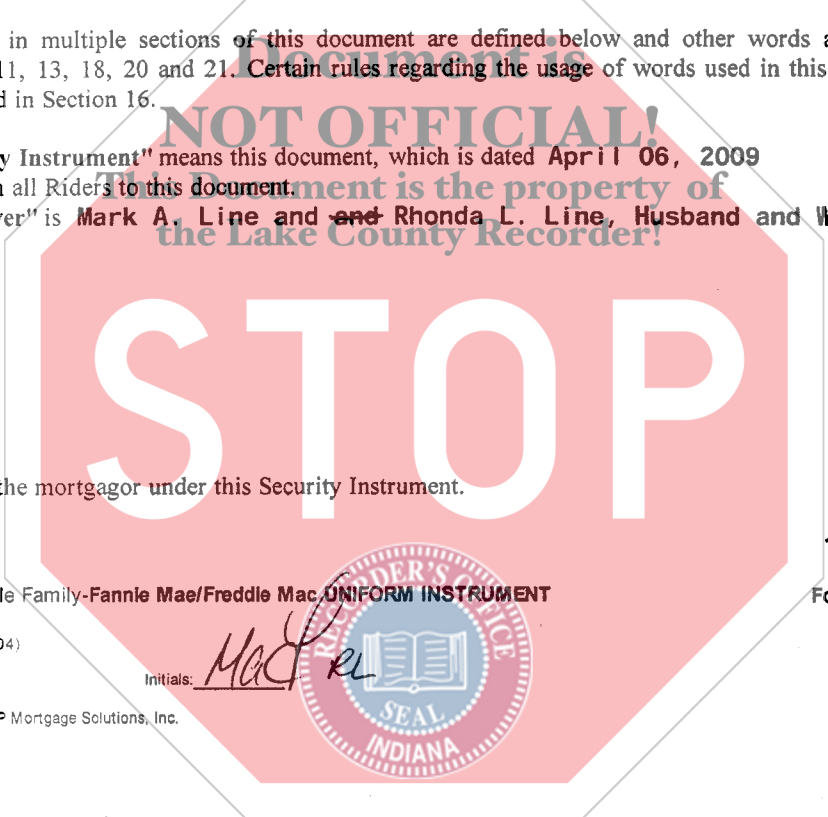 in multiple sections of this document are defined below and other words
Document is
11, 13, 18, 20 and 21. Certain rules regarding the usage of words used in this
in Section 16.
NOT OFFICIAL!
y Instrument" means this document, which is dated April 06, 2009
all Riders to this document.
This Document is the property of
er" is Mark A. Line and and Rhonda L. Line, Husband and W
the Lake County Recorder!
STOP
the mortgagor under this Security Instrument.
le Family-Fannie Mae/Freddie Mac UNIFORM INSTRUMENT Fo
RECORDER'S OFFICE
04)
Initials: MaL RL
SEAL
P Mortgage Solutions, Inc.
INDIANA